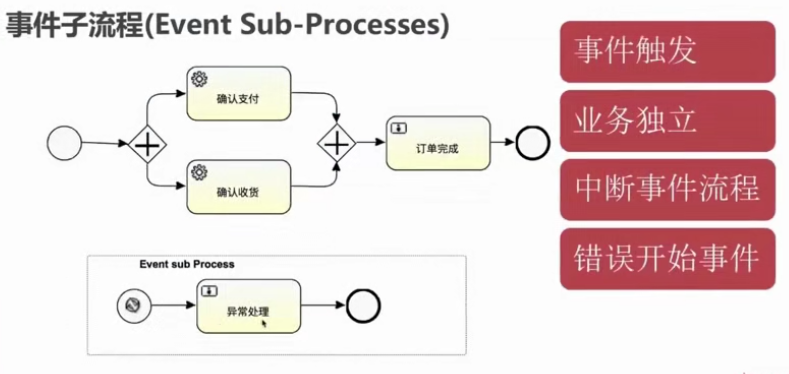 事件子流程(Event Sub-Processes)
确认支付
确认收货
订单完成
Event sub Process
异常处理
事件触发
业务独立
中断事件流程
错误开始事件